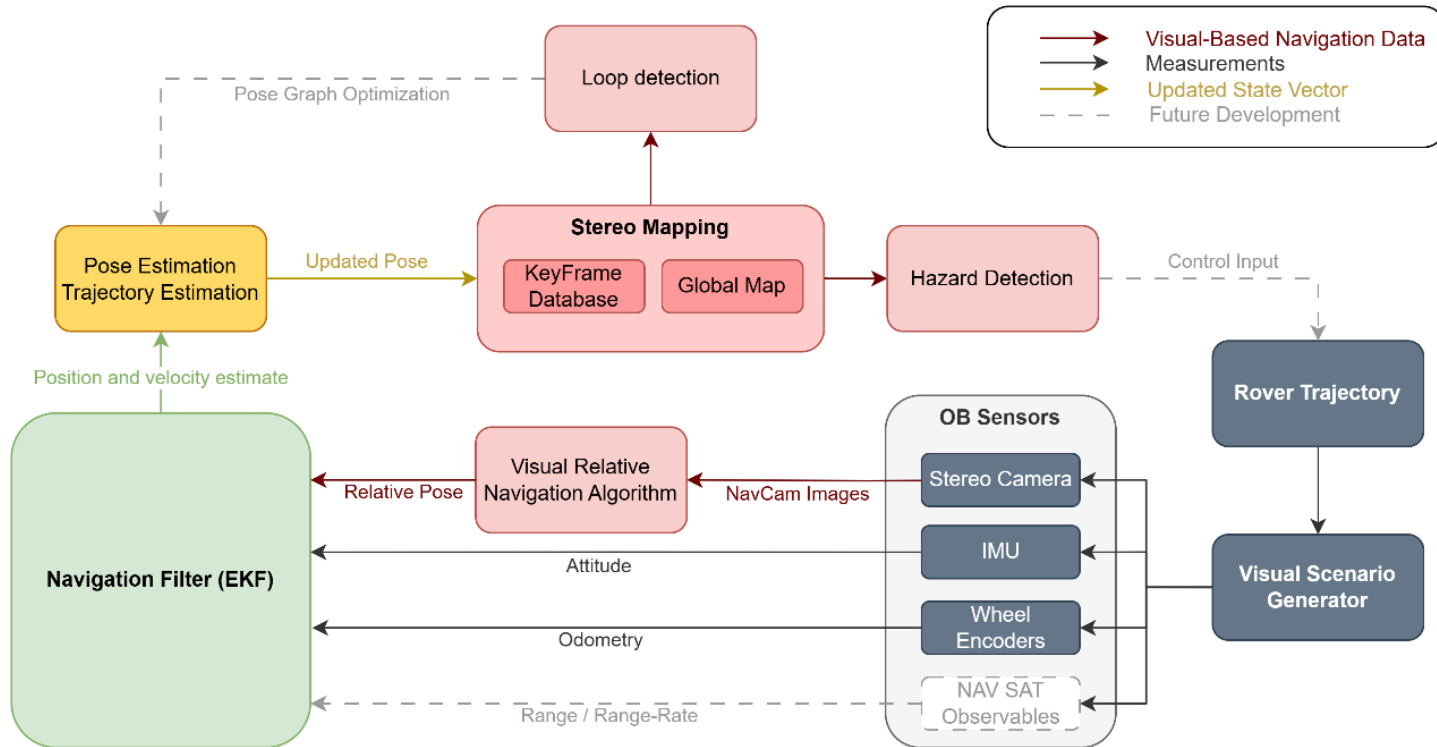 Visual-Based Navigation Data
Measurements
Updated State Vector
Future Development
Loop detection
Pose Graph Optimization
Stereo Mapping
KeyFrame
Database
Global Map
Pose Estimation
Trajectory Estimation
Updated Pose
Hazard Detection
Control Input
Position and velocity estimate
Rover Trajectory
OB Sensors
Visual Relative
Navigation Algorithm
Stereo Camera
Relative Pose
NavCam Images
IMU
Attitude
Navigation Filter (EKF)
Visual Scenario
Generator
Wheel
Encoders
Odometry
NAV SAT
Observables
Range / Range-Rate